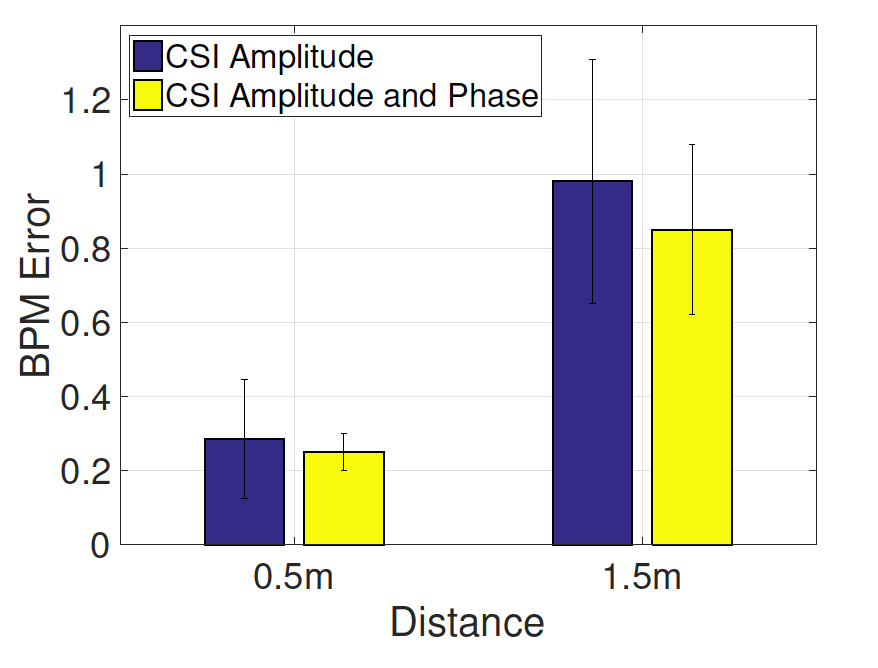 CSI Amplitude
CSI Amplitude and Phase
1.2
1
0.8
0.6
0.4
0.2
0
BPM Error
0.5m
1.5m
Distance